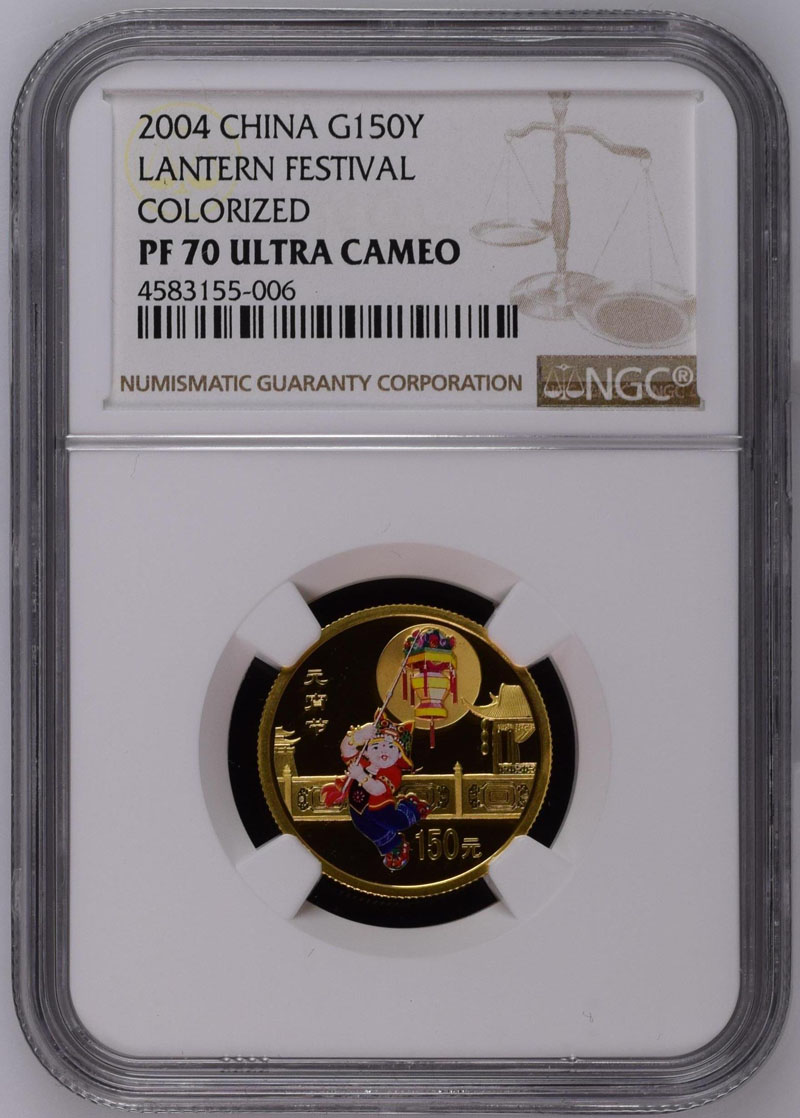 2004 CHINA G150Y
LANTERN FESTIVAL
COLORIZED
PF 70 ULTRA CAMEO
4583155-006
NUMISMATIC GUARANTY CORPORATION
NGC®
NGC
元宵节
150元